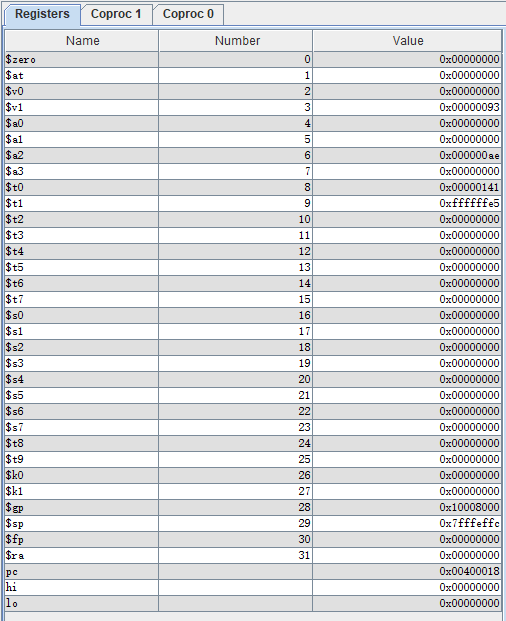 Registers Coproc 1 Coproc 0
Name Number Value
$zero 0 0x00000000
$at 1 0x00000000
$v0 2 0x00000000
$v1 3 0x00000093
$a0 4 0x00000000
$a1 5 0x00000000
$a2 6 0x000000ae
$a3 7 0x00000000
$t0 8 0x00000141
$t1 9 0xffffffe5
$t2 10 0x00000000
$t3 11 0x00000000
$t4 12 0x00000000
$t5 13 0x00000000
$t6 14 0x00000000
$t7 15 0x00000000
$s0 16 0x00000000
$s1 17 0x00000000
$s2 18 0x00000000
$s3 19 0x00000000
$s4 20 0x00000000
$s5 21 0x00000000
$s6 22 0x00000000
$s7 23 0x00000000
$t8 24 0x00000000
$t9 25 0x00000000
$k0 26 0x00000000
$k1 27 0x00000000
$gp 28 0x10008000
$sp 29 0x7fffeffc
$fp 30 0x00000000
$ra 31 0x00000000
pc 0x00400018
hi 0x00000000
lo 0x00000000